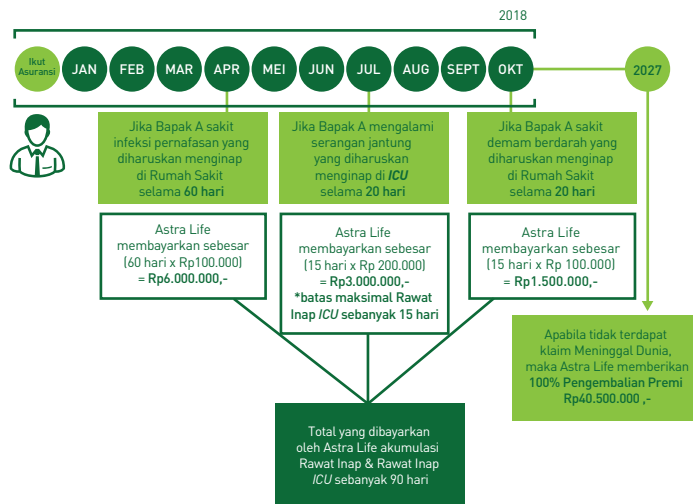 2018
Ikut
Asuransi
JAN
FEB
MAR
APR
MEI
JUN
JUL
AUG
SEPT
OKT
2027
Jika Bapak A sakit
infeksi pernafasan yang
diharuskan menginap
di Rumah Sakit
selama 60 hari
Jika Bapak A mengalami
serangan jantung
yang diharuskan
menginap di ICU
selama 20 hari
Jika Bapak A sakit
demam berdarah yang
diharuskan menginap
di Rumah Sakit
selama 20 hari
Astra Life
membayarkan sebesar
(60 hari x Rp100.000)
= Rp6.000.000,-
Astra Life
membayarkan sebesar
(15 hari x Rp 200.000)
= Rp3.000.000,-
*batas maksimal Rawat
Inap ICU sebanyak 15 hari
Astra Life
membayarkan sebesar
(15 hari x Rp 100.000)
= Rp1.500.000,-
Apabila tidak terdapat
klaim Meninggal Dunia,
maka Astra Life memberikan
100% Pengembalian Premi
Rp40.500.000 ,-
Total yang dibayarkan
oleh Astra Life akumulasi
Rawat Inap & Rawat Inap
ICU sebanyak 90 hari